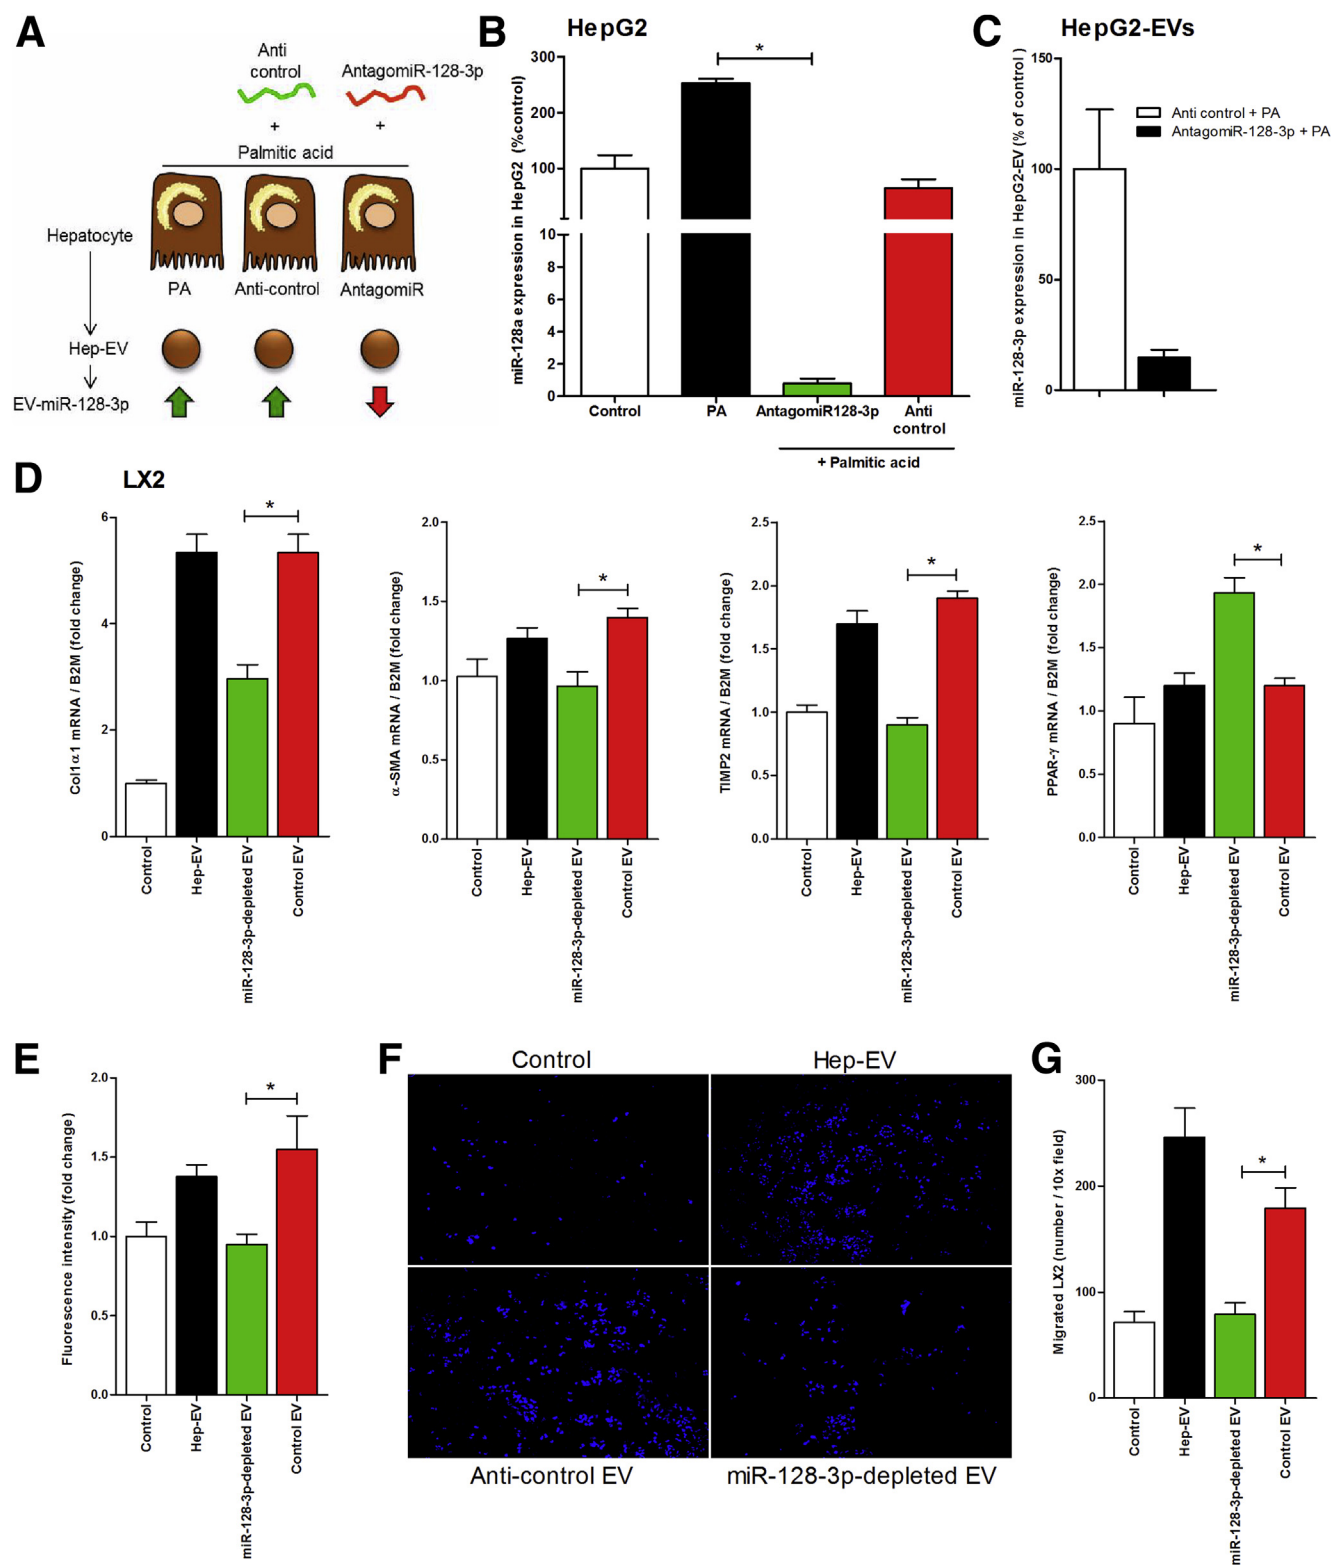 A
Anti
control
AntagomiR-128-3p
+
+
Palmitic acid
Hepatocyte
PA
Anti-control
AntagomiR
Hep-EV
EV-miR-128-3p
B
HepG2
miR-128a expression in HepG2 (%control)
300
200
100
10
8
6
4
2
0
*
Control
PA
AntagomiR128-3p
Anti
control
+ Palmitic acid
C
HepG2-EVs
miR-128-3p expression in HepG2-EV (% of control )
150
100
50
0
Anti control + PA
AntagomiR-128-3p + PA
D
LX2
Col1α1 mRNA / B2M (fold change)
6
4
2
0
*
Control
Hep-EV
miR-128-3p-depleted EV
Control EV
α-SMA mRNA / B2M (fold change)
2.0
1.5
1.0
0.5
0.0
*
Control
Hep-EV
miR-128-3p-depleted EV
Control EV
TIMP2 mRNA / B2M (fold change)
2.5
2.0
1.5
1.0
0.5
0.0
*
Control
Hep-EV
miR-128-3p-depleted EV
Control EV
PPAR-γ mRNA / B2M (fold change)
2.5
2.0
1.5
1.0
0.5
0.0
*
Control
Hep-EV
miR-128-3p-depleted EV
Control EV
E
Fluorescence intensity (fold change)
2.0
1.5
1.0
0.5
0.0
*
Control
Hep-EV
miR-128-3p-depleted EV
Control EV
F
Control
Hep-EV
Anti-control EV
miR-128-3p-depleted EV
G
Migrated LX2 (number / 10x field)
300
200
100
0
*
Control
Hep-EV
miR-128-3p-depleted EV
Control EV